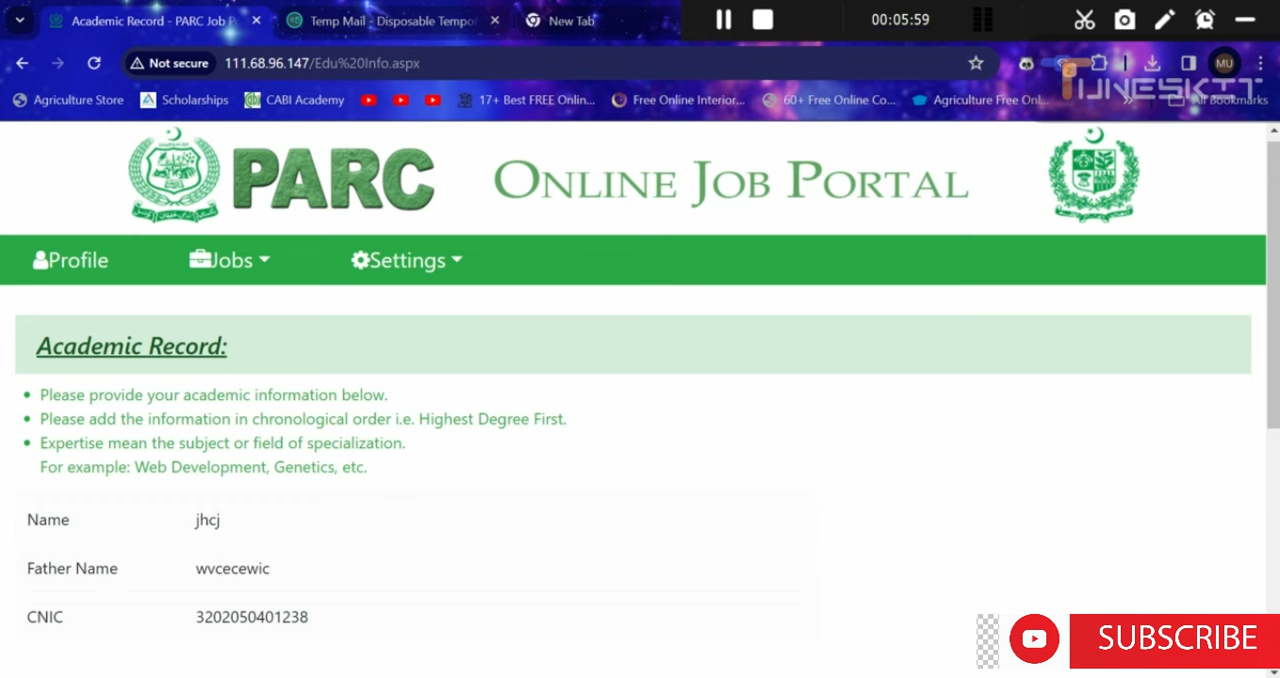 Academic Record - PARC Job P
Temp Mail - Disposable Tempor
New Tab
00:05:59
Not secure
111.68.96.147/Edu%20Info.aspx
MU
TUNESKIT
Agriculture Store
Scholarships
CABI Academy
17+ Best FREE Onlin...
Free Online Interior...
60+ Free Online Co...
Agriculture Free Onl...
All Bookmarks
PARC
ONLINE JOB PORTAL
Profile
Jobs
Settings
Academic Record:
Please provide your academic information below.
Please add the information in chronological order i.e. Highest Degree First.
Expertise mean the subject or field of specialization.
For example: Web Development, Genetics, etc.
Name jhcj
Father Name wvcecewic
CNIC 3202050401238
SUBSCRIBE